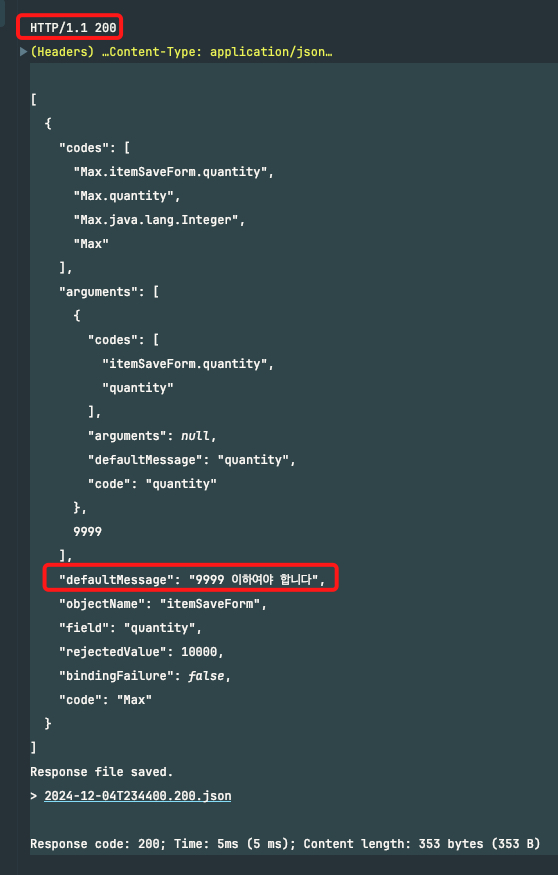 HTTP/1.1 200
(Headers) …Content-Type: application/json…
[
{
"codes": [
"Max.itemSaveForm.quantity",
"Max.quantity",
"Max.java.lang.Integer",
"Max"
],
"arguments": [
{
"codes": [
"itemSaveForm.quantity",
"quantity"
],
"arguments": null,
"defaultMessage": "quantity",
"code": "quantity"
},
9999
],
"defaultMessage": "9999 이하여야 합니다",
"objectName": "itemSaveForm",
"field": "quantity",
"rejectedValue": 10000,
"bindingFailure": false,
"code": "Max"
}
]
Response file saved.
> 2024-12-04T234400.200.json
Response code: 200; Time: 5ms (5 ms); Content length: 353 bytes (353 B)